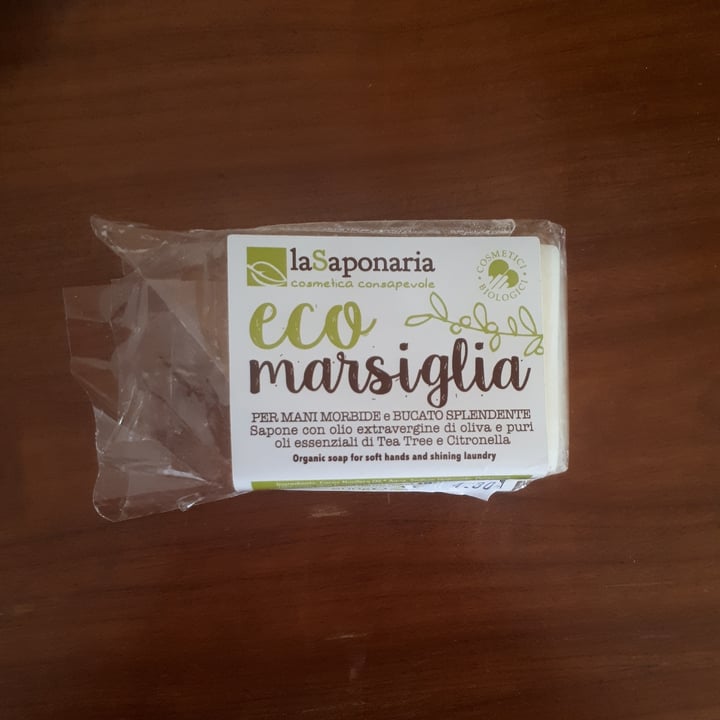 laSaponaria
cosmetica consapevole
COSMETICI
BIOLOGICI
eco
marsiglia
PER MANI MORBIDE e BUCATO SPLENDENTE
Sapone con olio extravergine di oliva e puri
oli essenziali di Tea Tree e Citronella
Organic soap for soft hands and shining laundry